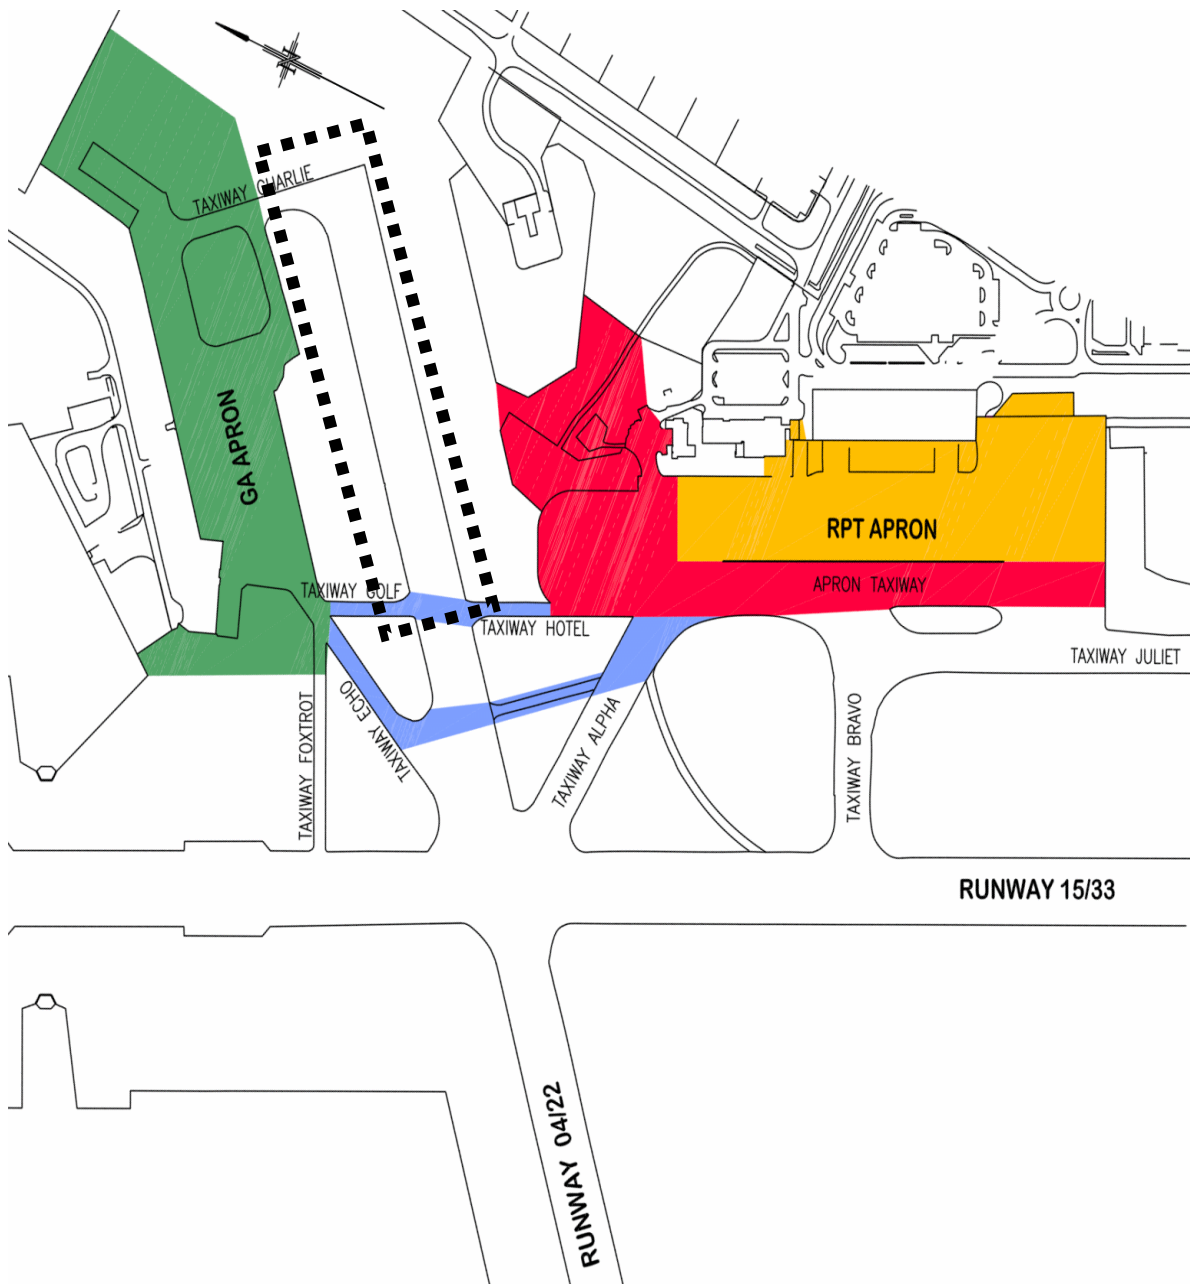 TAXIWAY CHARLIE
GA APRON
RPT APRON
APRON TAXIWAY
TAXIWAY GOLF
TAXIWAY HOTEL
TAXIWAY JULIET
TAXIWAY ECHO
TAXIWAY FOXTROT
TAXIWAY ALPHA
TAXIWAY BRAVO
RUNWAY 15/33
RUNWAY 04/22